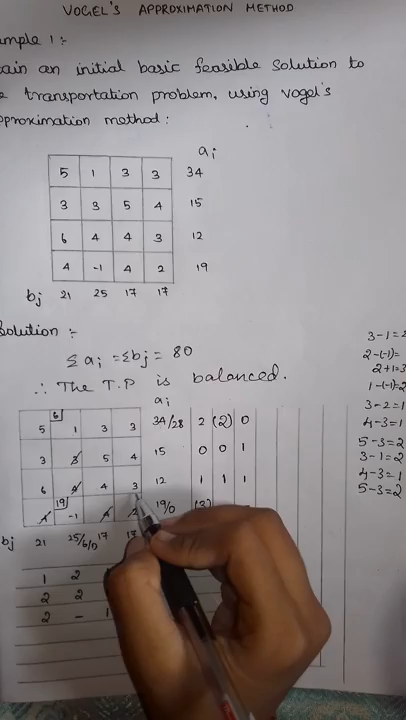 VOGEL'S APPROXIMATION METHOD
mple 1 :-
ain an initial basic feasible solution to
transportation problem, using Vogel's
pproximation method :
ai
5 1 3 3 34
3 3 5 4 15
6 4 4 3 12
4 -1 4 2 19
bj 21 25 17 17
Solution :-
Σ ai = Σ bj = 80
∴ The T.P is balanced.
ai
6
5 1 3 3 34/28 2 (2) 0
3 3 5 4 15 0 0 1
6 4 4 3 12 1 1 1
19
4 -1 4 2 19/0 (3)
bj 21 25/6/0 17 17
1 2
2 2
2 - 1
3-1=2
2-(-1)=
2+1=3
1-(-1)=2
3-2=1
4-3=1
5-3=2
3-1=2
4-3=1
5-3=2